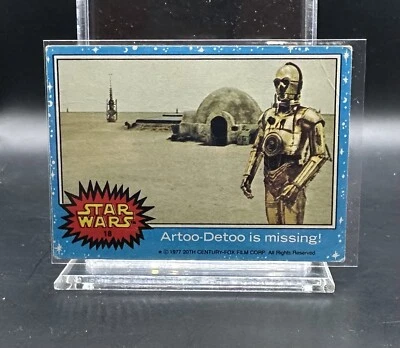 STAR
WARS
18
Artoo-Detoo is missing!
★ © 1977 20TH CENTURY-FOX FILM CORP. All Rights Reserved.